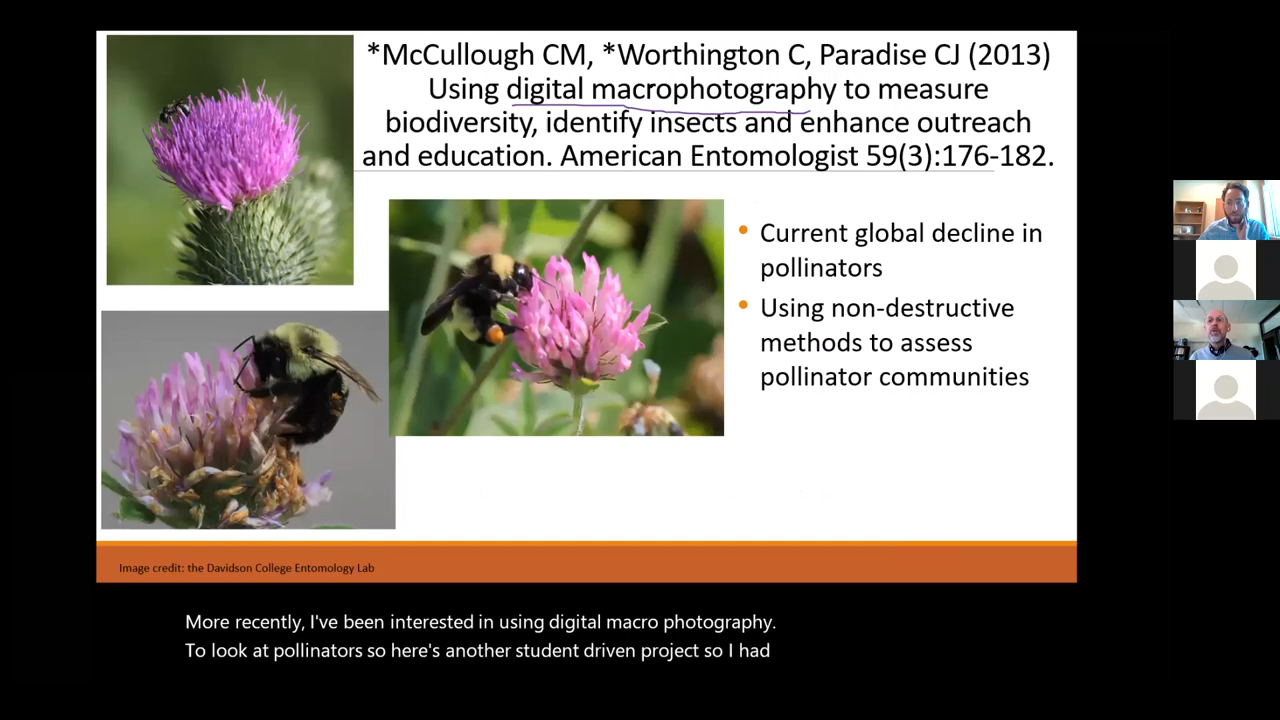 *McCullough CM, *Worthington C, Paradise CJ (2013)
Using digital macrophotography to measure
biodiversity, identify insects and enhance outreach
and education. American Entomologist 59(3):176-182.
• Current global decline in
pollinators
• Using non-destructive
methods to assess
pollinator communities
Image credit: the Davidson College Entomology Lab
More recently, I've been interested in using digital macro photography.
To look at pollinators so here's another student driven project so I had